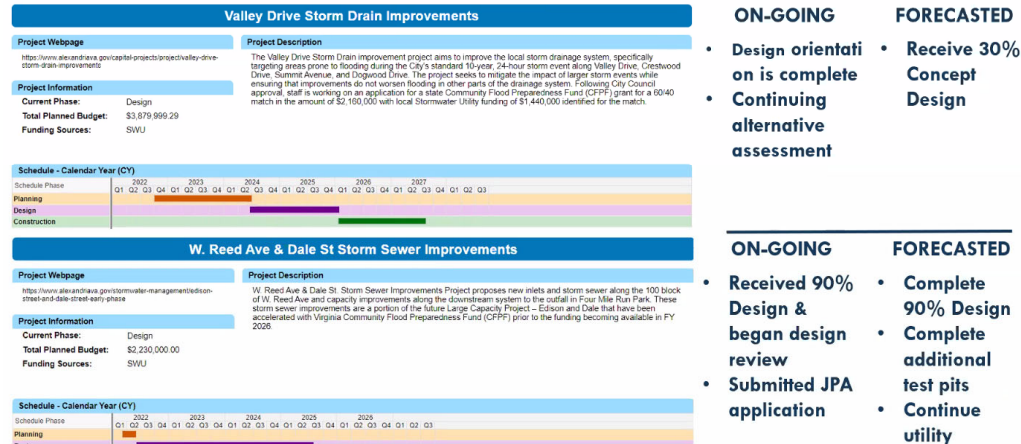 Valley Drive Storm Drain Improvements
Project Webpage
https://www.alexandriava.gov/capital-projects/project/valley-drive-
storm-drain-improvements
Project Information
Current Phase: Design
Total Planned Budget: $3,879,999.29
Funding Sources: SWU
Project Description
The Valley Drive Storm Drain improvement project aims to improve the local storm drainage system, specifically
targeting areas prone to flooding during the City's standard 10-year, 24-hour storm event along Valley Drive, Crestwood
Drive, Summit Avenue, and Dogwood Drive. The project seeks to mitigate the impact of larger storm events while
ensuring that improvements do not worsen flooding in other parts of the drainage system. Following City Council
approval, staff is working on an application for a state Community Flood Preparedness Fund (CFPF) grant for a 60/40
match in the amount of $2,160,000 with local Stormwater Utility funding of $1,440,000 identified for the match.
Schedule - Calendar Year (CY)
Schedule Phase
2022 2023 2024 2025 2026 2027
Q1 Q2 Q3 Q4 Q1 Q2 Q3 Q4 Q1 Q2 Q3 Q4 Q1 Q2 Q3 Q4 Q1 Q2 Q3 Q4 Q1 Q2 Q3 Q4 Q1 Q2 Q3
Planning
Design
Construction
ON-GOING
• Design orientati
on is complete
• Continuing
alternative
assessment
FORECASTED
• Receive 30%
Concept
Design
W. Reed Ave & Dale St Storm Sewer Improvements
Project Webpage
https://www.alexandriava.gov/stormwater-management/edison-
street-and-dale-street-early-phase
Project Information
Current Phase: Design
Total Planned Budget: $2,230,000.00
Funding Sources: SWU
Project Description
W. Reed Ave & Dale St. Storm Sewer Improvements Project proposes new inlets and storm sewer along the 100 block
of W. Reed Ave and capacity improvements along the downstream system to the outfall in Four Mile Run Park. These
storm sewer improvements are a portion of the future Large Capacity Project – Edison and Dale that have been
accelerated with Virginia Community Flood Preparedness Fund (CFPF) prior to the funding becoming available in FY
2026.
Schedule - Calendar Year (CY)
Schedule Phase
2022 2023 2024 2025 2026
Q1 Q2 Q3 Q4 Q1 Q2 Q3 Q4 Q1 Q2 Q3 Q4 Q1 Q2 Q3 Q4 Q1 Q2 Q3 Q4 Q1 Q2 Q3
Planning
ON-GOING
• Received 90%
Design &
began design
review
• Submitted JPA
application
FORECASTED
• Complete
90% Design
• Complete
additional
test pits
• Continue
utility